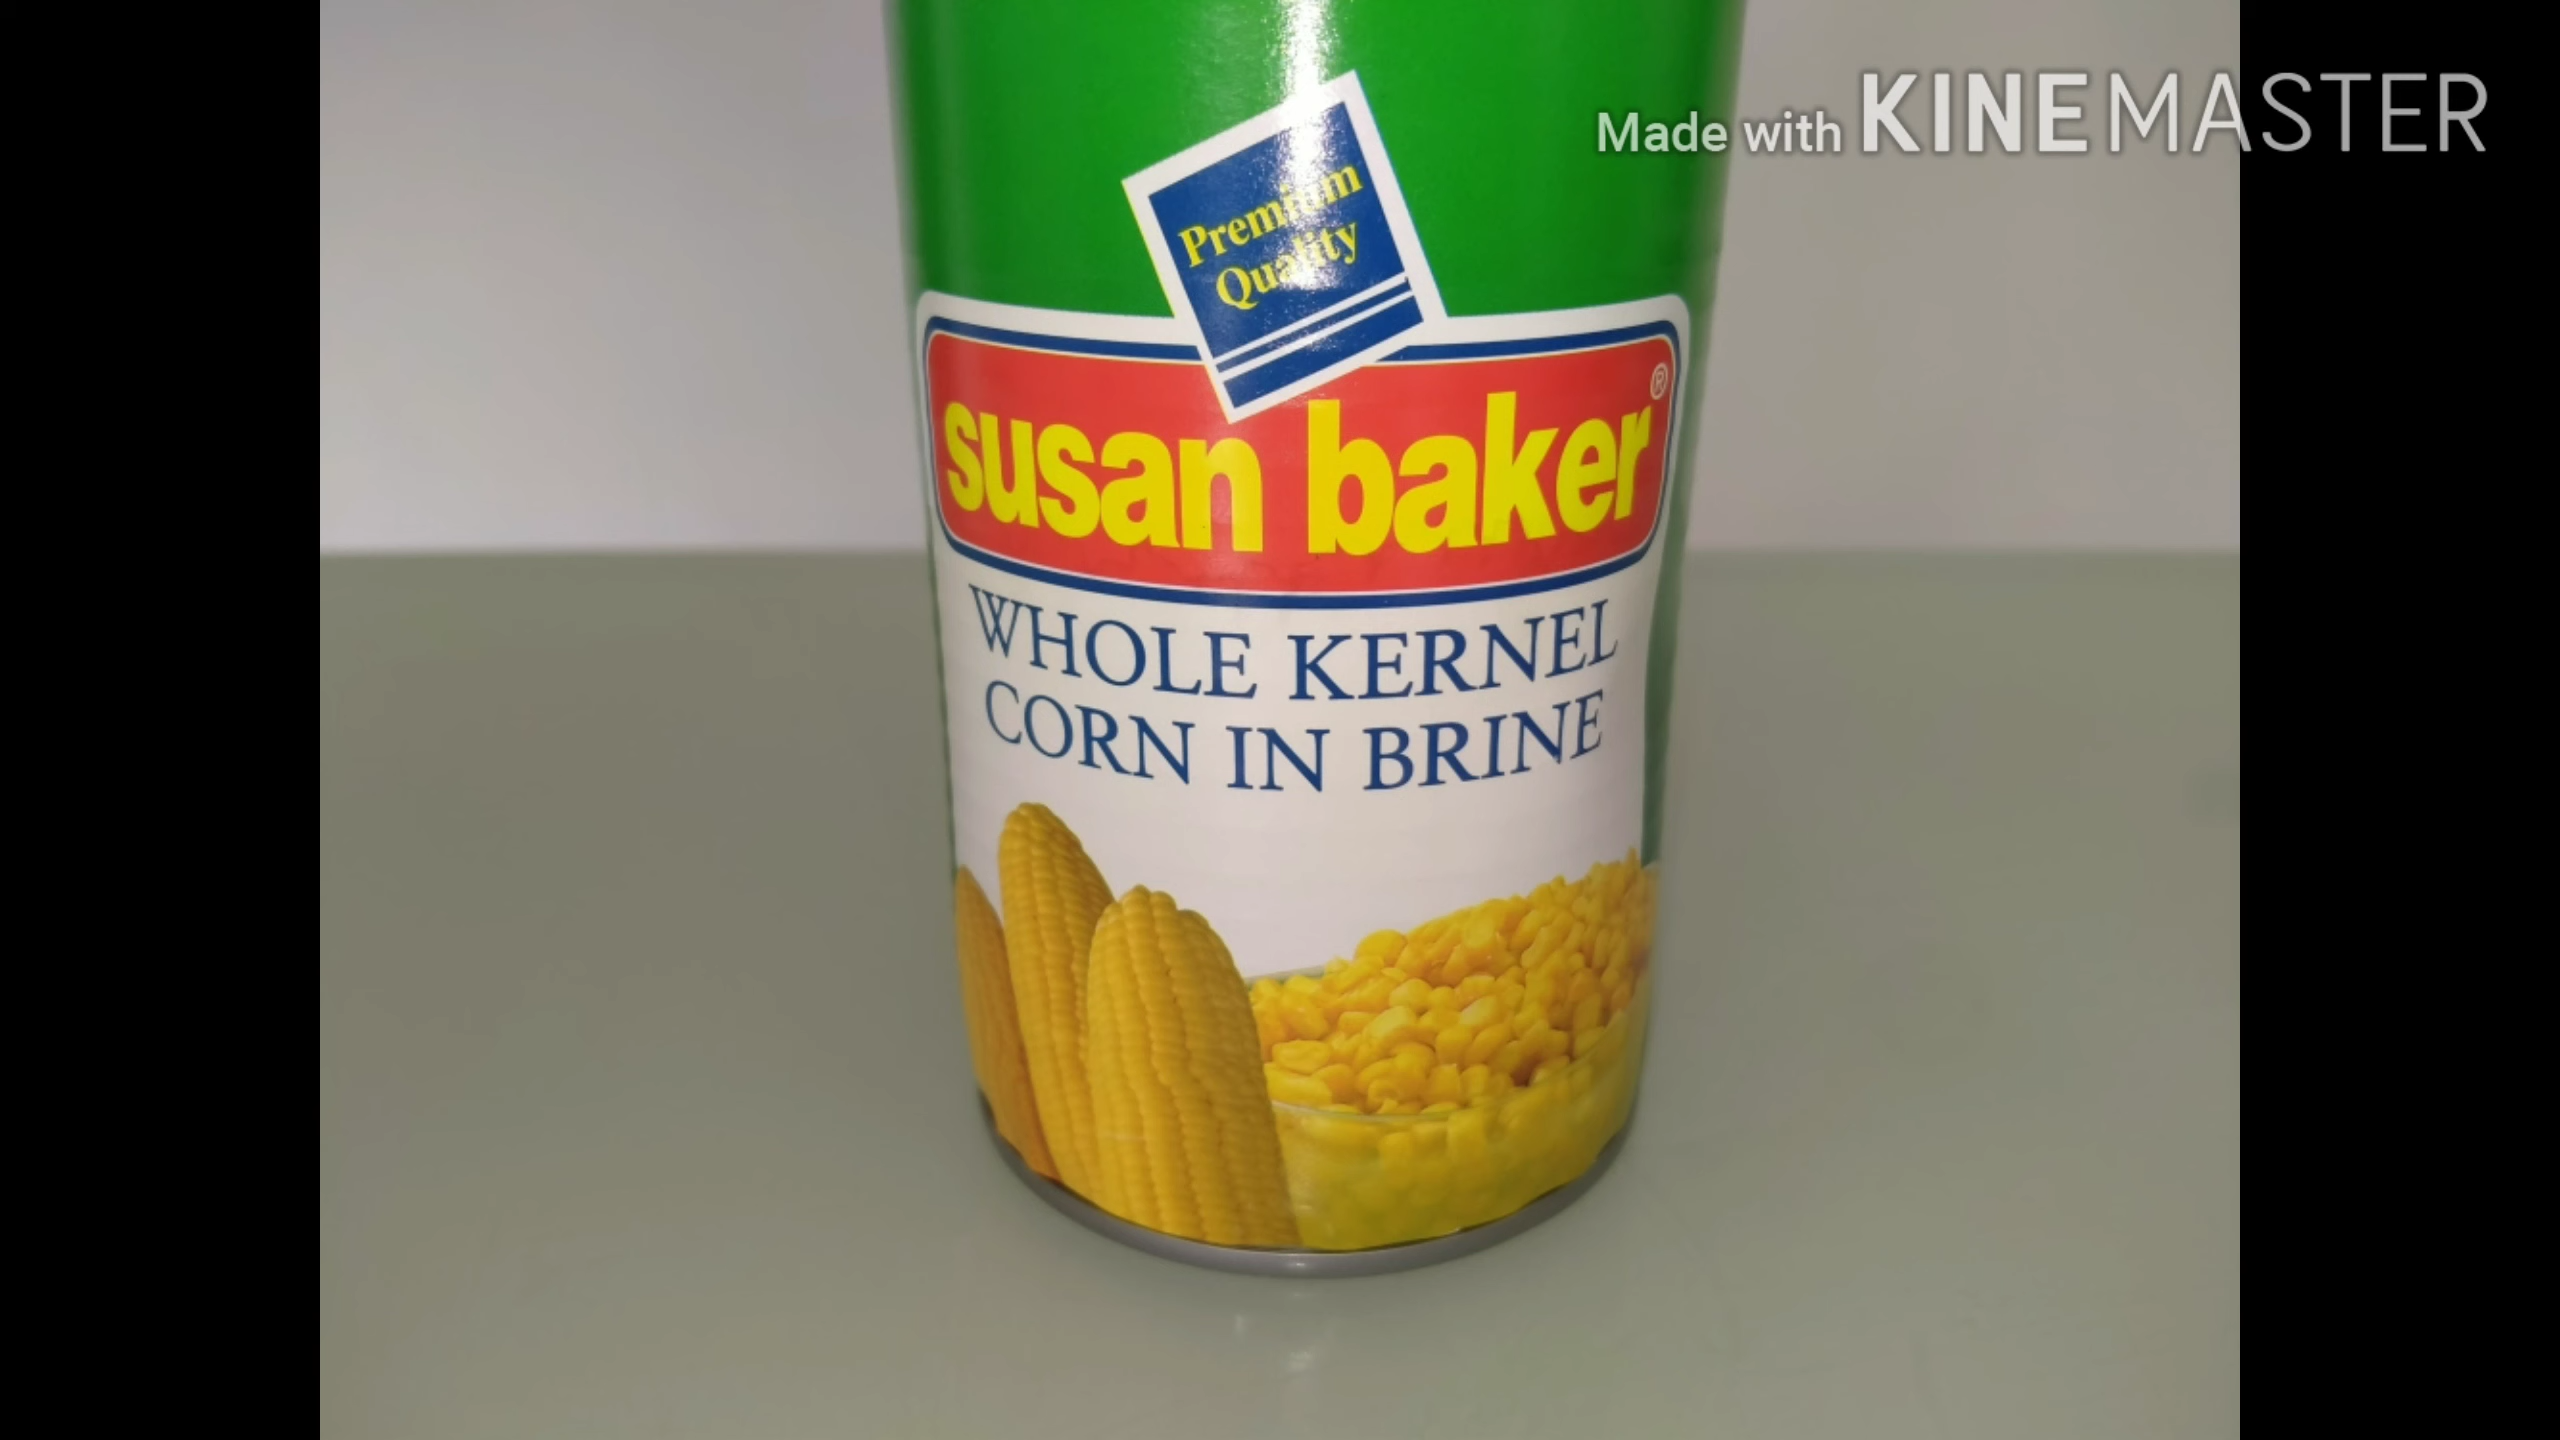 Made with KINEMASTER
Premium
Quality
susan baker®
WHOLE KERNEL
CORN IN BRINE